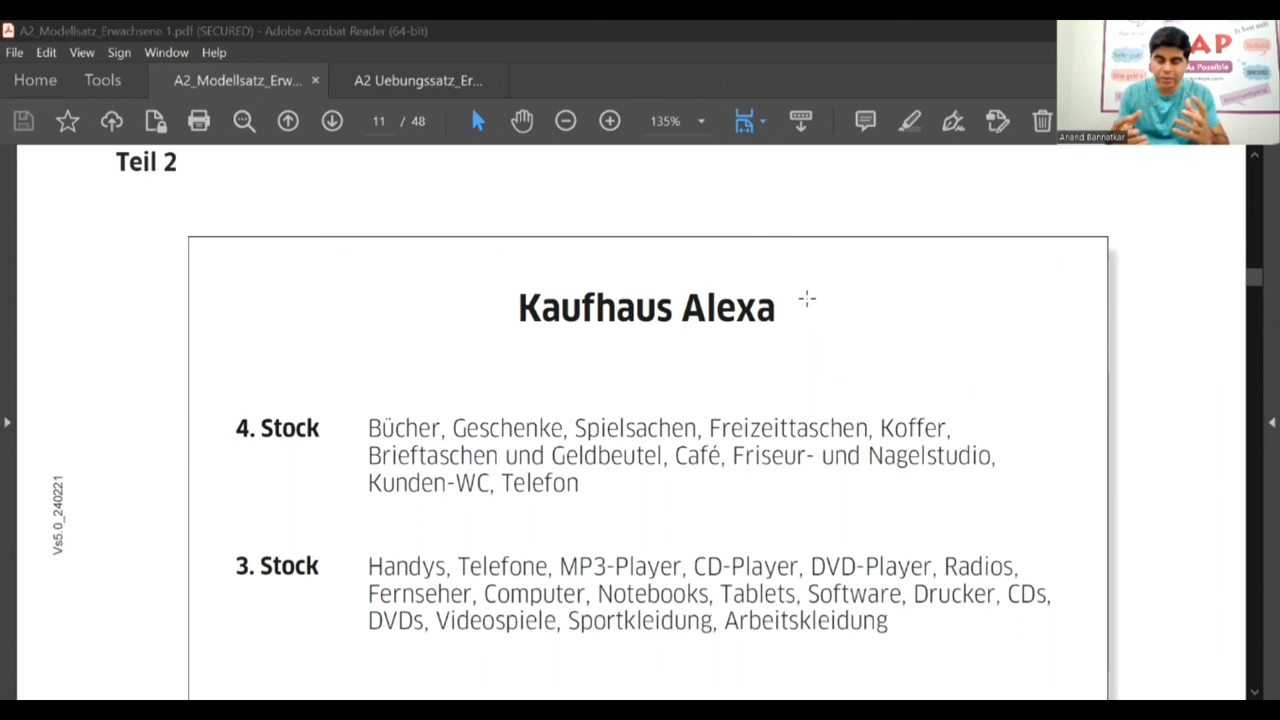 A2_Modellsatz_Erwachsene 1.pdf (SECURED) - Adobe Acrobat Reader (64-bit)
File Edit View Sign Window Help
Home Tools A2_Modellsatz_Erw... × A2 Uebungssatz_Er...
11 / 48 135%
AP
As Possible
Anand Bannatkar
Teil 2
Kaufhaus Alexa
4. Stock Bücher, Geschenke, Spielsachen, Freizeittaschen, Koffer,
Brieftaschen und Geldbeutel, Café, Friseur- und Nagelstudio,
Kunden-WC, Telefon
3. Stock Handys, Telefone, MP3-Player, CD-Player, DVD-Player, Radios,
Fernseher, Computer, Notebooks, Tablets, Software, Drucker, CDs,
DVDs, Videospiele, Sportkleidung, Arbeitskleidung
Vs5.0_240221